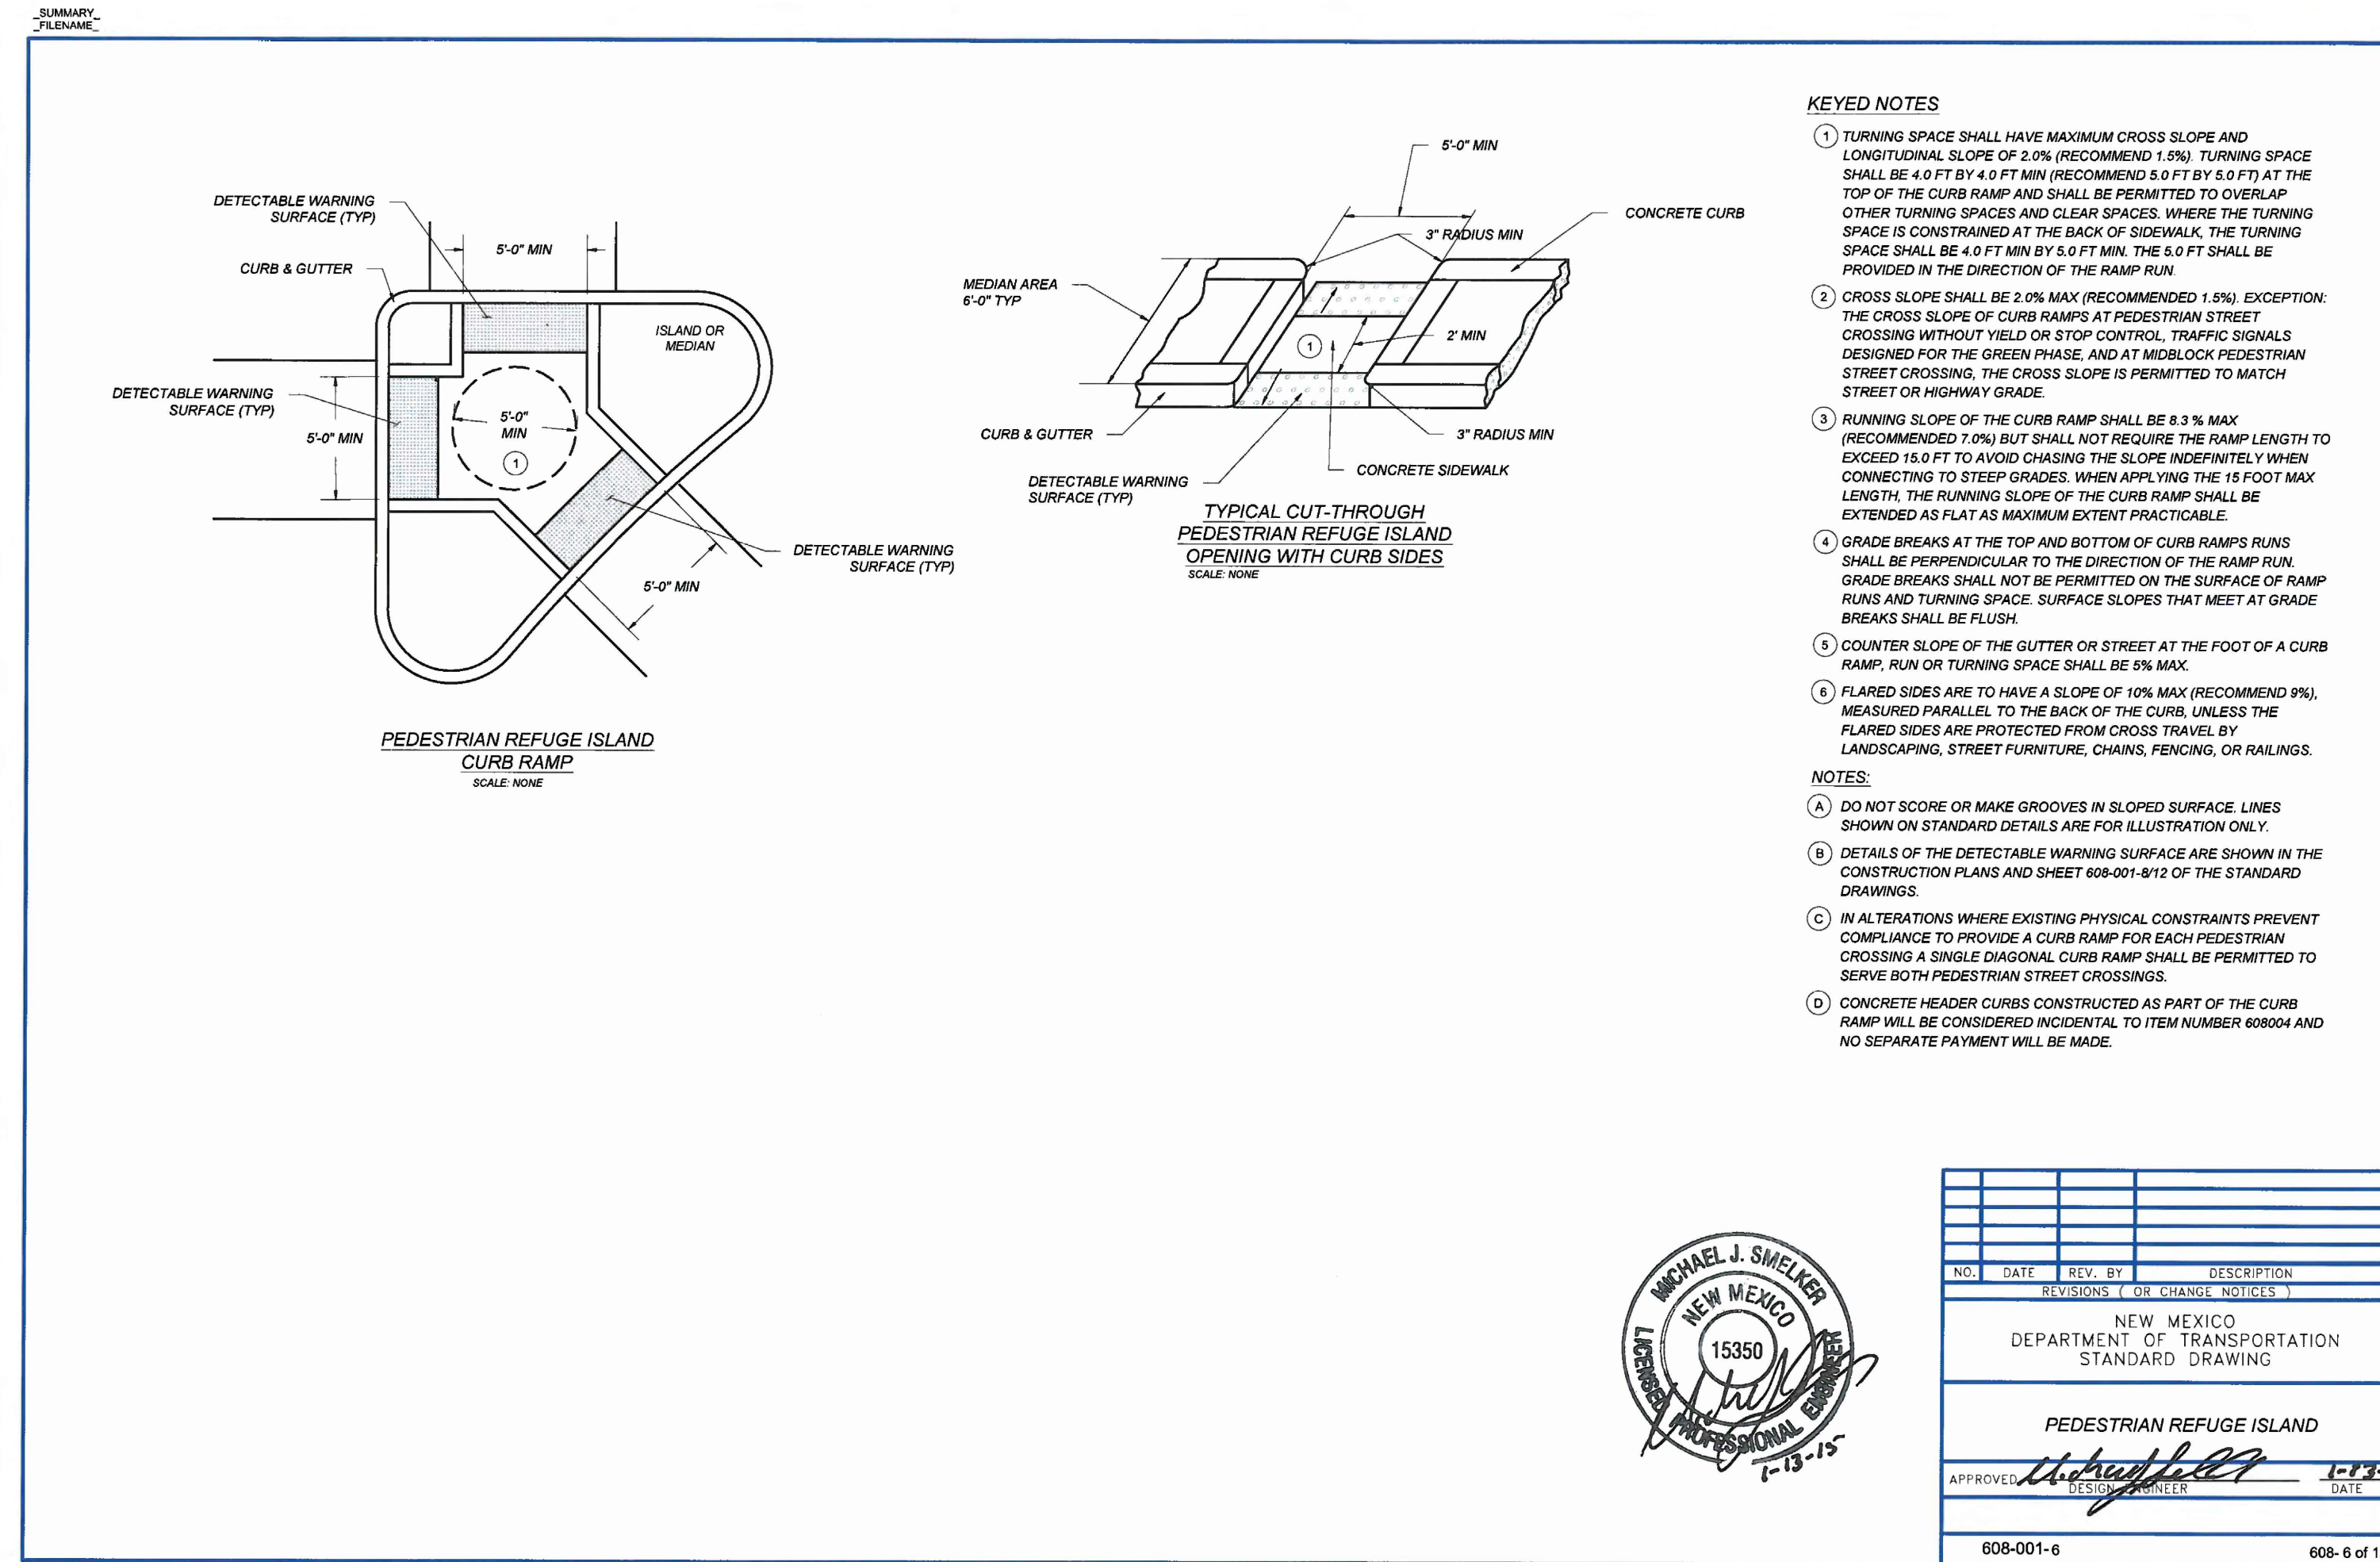 _SUMMARY_
_FILENAME_
DETECTABLE WARNING
SURFACE (TYP)
5'-0" MIN
CURB & GUTTER
ISLAND OR
MEDIAN
DETECTABLE WARNING
SURFACE (TYP)
5'-0" MIN
5'-0"
MIN
1
DETECTABLE WARNING
SURFACE (TYP)
5'-0" MIN
PEDESTRIAN REFUGE ISLAND
CURB RAMP
SCALE: NONE
5'-0" MIN
CONCRETE CURB
3" RADIUS MIN
MEDIAN AREA
6'-0" TYP
2' MIN
1
CURB & GUTTER
3" RADIUS MIN
CONCRETE SIDEWALK
DETECTABLE WARNING
SURFACE (TYP)
TYPICAL CUT-THROUGH
PEDESTRIAN REFUGE ISLAND
OPENING WITH CURB SIDES
SCALE: NONE
KEYED NOTES
1 TURNING SPACE SHALL HAVE MAXIMUM CROSS SLOPE AND
LONGITUDINAL SLOPE OF 2.0% (RECOMMEND 1.5%). TURNING SPACE
SHALL BE 4.0 FT BY 4.0 FT MIN (RECOMMEND 5.0 FT BY 5.0 FT) AT THE
TOP OF THE CURB RAMP AND SHALL BE PERMITTED TO OVERLAP
OTHER TURNING SPACES AND CLEAR SPACES. WHERE THE TURNING
SPACE IS CONSTRAINED AT THE BACK OF SIDEWALK, THE TURNING
SPACE SHALL BE 4.0 FT MIN BY 5.0 FT MIN. THE 5.0 FT SHALL BE
PROVIDED IN THE DIRECTION OF THE RAMP RUN.
2 CROSS SLOPE SHALL BE 2.0% MAX (RECOMMENDED 1.5%). EXCEPTION:
THE CROSS SLOPE OF CURB RAMPS AT PEDESTRIAN STREET
CROSSING WITHOUT YIELD OR STOP CONTROL, TRAFFIC SIGNALS
DESIGNED FOR THE GREEN PHASE, AND AT MIDBLOCK PEDESTRIAN
STREET CROSSING, THE CROSS SLOPE IS PERMITTED TO MATCH
STREET OR HIGHWAY GRADE.
3 RUNNING SLOPE OF THE CURB RAMP SHALL BE 8.3 % MAX
(RECOMMENDED 7.0%) BUT SHALL NOT REQUIRE THE RAMP LENGTH TO
EXCEED 15.0 FT TO AVOID CHASING THE SLOPE INDEFINITELY WHEN
CONNECTING TO STEEP GRADES. WHEN APPLYING THE 15 FOOT MAX
LENGTH, THE RUNNING SLOPE OF THE CURB RAMP SHALL BE
EXTENDED AS FLAT AS MAXIMUM EXTENT PRACTICABLE.
4 GRADE BREAKS AT THE TOP AND BOTTOM OF CURB RAMPS RUNS
SHALL BE PERPENDICULAR TO THE DIRECTION OF THE RAMP RUN.
GRADE BREAKS SHALL NOT BE PERMITTED ON THE SURFACE OF RAMP
RUNS AND TURNING SPACE. SURFACE SLOPES THAT MEET AT GRADE
BREAKS SHALL BE FLUSH.
5 COUNTER SLOPE OF THE GUTTER OR STREET AT THE FOOT OF A CURB
RAMP, RUN OR TURNING SPACE SHALL BE 5% MAX.
6 FLARED SIDES ARE TO HAVE A SLOPE OF 10% MAX (RECOMMEND 9%),
MEASURED PARALLEL TO THE BACK OF THE CURB, UNLESS THE
FLARED SIDES ARE PROTECTED FROM CROSS TRAVEL BY
LANDSCAPING, STREET FURNITURE, CHAINS, FENCING, OR RAILINGS.
NOTES:
A DO NOT SCORE OR MAKE GROOVES IN SLOPED SURFACE. LINES
SHOWN ON STANDARD DETAILS ARE FOR ILLUSTRATION ONLY.
B DETAILS OF THE DETECTABLE WARNING SURFACE ARE SHOWN IN THE
CONSTRUCTION PLANS AND SHEET 608-001-8/12 OF THE STANDARD
DRAWINGS.
C IN ALTERATIONS WHERE EXISTING PHYSICAL CONSTRAINTS PREVENT
COMPLIANCE TO PROVIDE A CURB RAMP FOR EACH PEDESTRIAN
CROSSING A SINGLE DIAGONAL CURB RAMP SHALL BE PERMITTED TO
SERVE BOTH PEDESTRIAN STREET CROSSINGS.
D CONCRETE HEADER CURBS CONSTRUCTED AS PART OF THE CURB
RAMP WILL BE CONSIDERED INCIDENTAL TO ITEM NUMBER 608004 AND
NO SEPARATE PAYMENT WILL BE MADE.
MICHAEL J. SMELKER
NEW MEXICO
15350
LICENSED PROFESSIONAL ENGINEER
1-13-15
NO. DATE REV. BY DESCRIPTION
REVISIONS ( OR CHANGE NOTICES )
NEW MEXICO
DEPARTMENT OF TRANSPORTATION
STANDARD DRAWING
PEDESTRIAN REFUGE ISLAND
APPROVED
DESIGN ENGINEER DATE
608-001-6 608- 6 of 1